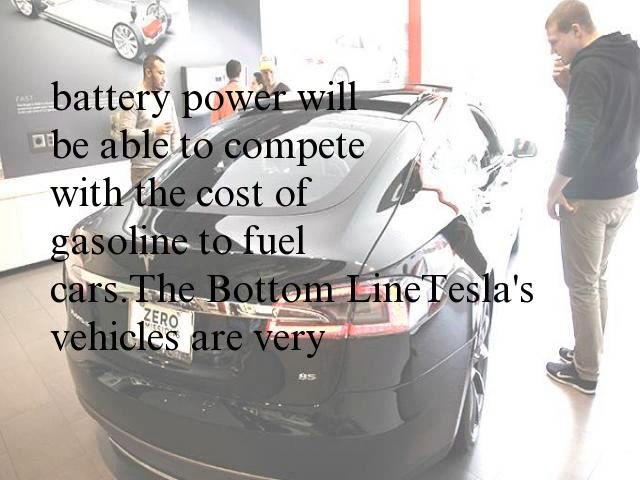 battery power will
be able to compete
with the cost of
gasoline to fuel
cars.The Bottom LineTesla's
vehicles are very
ZERO
85